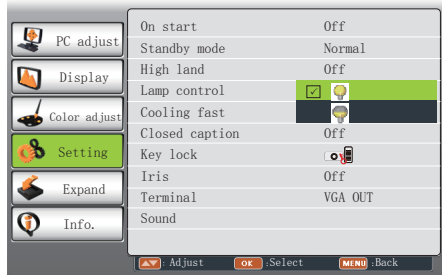 PC adjust
Display
Color adjust
Setting
Expand
Info.
On start Off
Standby mode Normal
High land Off
Lamp control
Cooling fast
Closed caption Off
Key lock
Iris Off
Terminal VGA OUT
Sound
: Adjust OK :Select MENU :Back